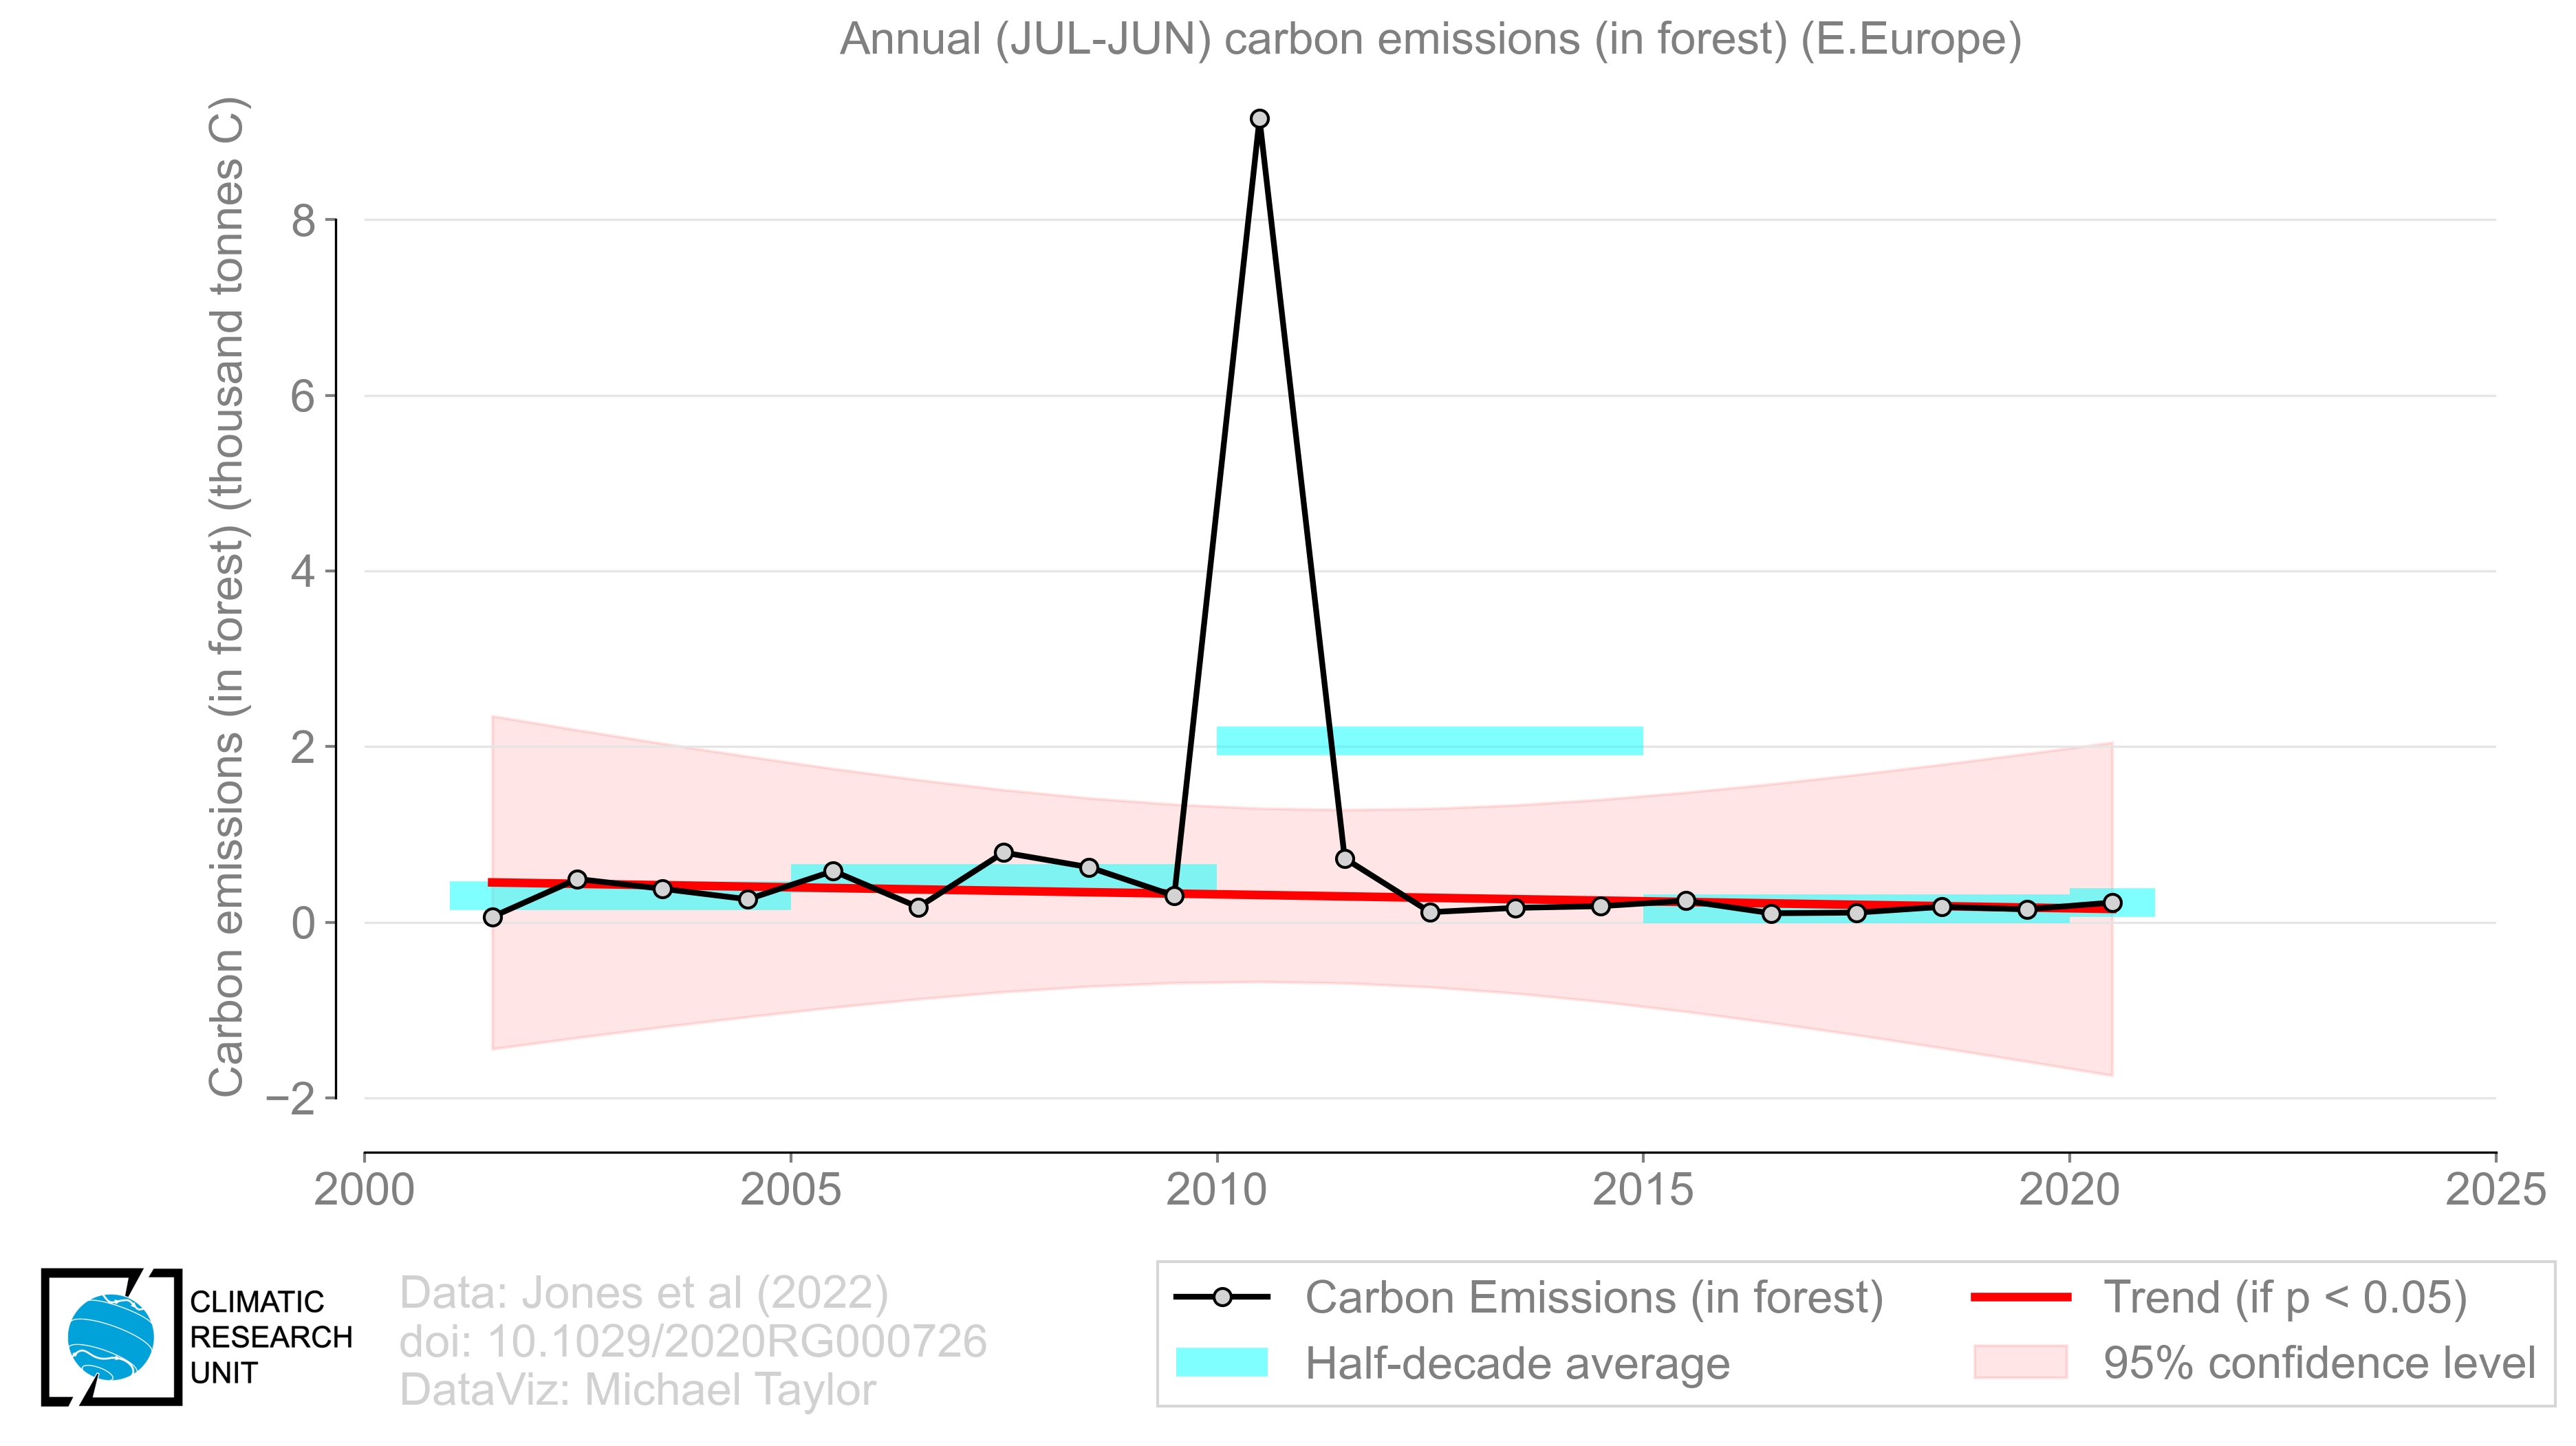 Annual (JUL-JUN) carbon emissions (in forest) (E.Europe)
Carbon emissions (in forest) (thousand tonnes C)
8
6
4
2
0
−2
2000
2005
2010
2015
2020
2025
CLIMATIC
RESEARCH
UNIT
Data: Jones et al (2022)
doi: 10.1029/2020RG000726
DataViz: Michael Taylor
Carbon Emissions (in forest)
Half-decade average
Trend (if p < 0.05)
95% confidence level